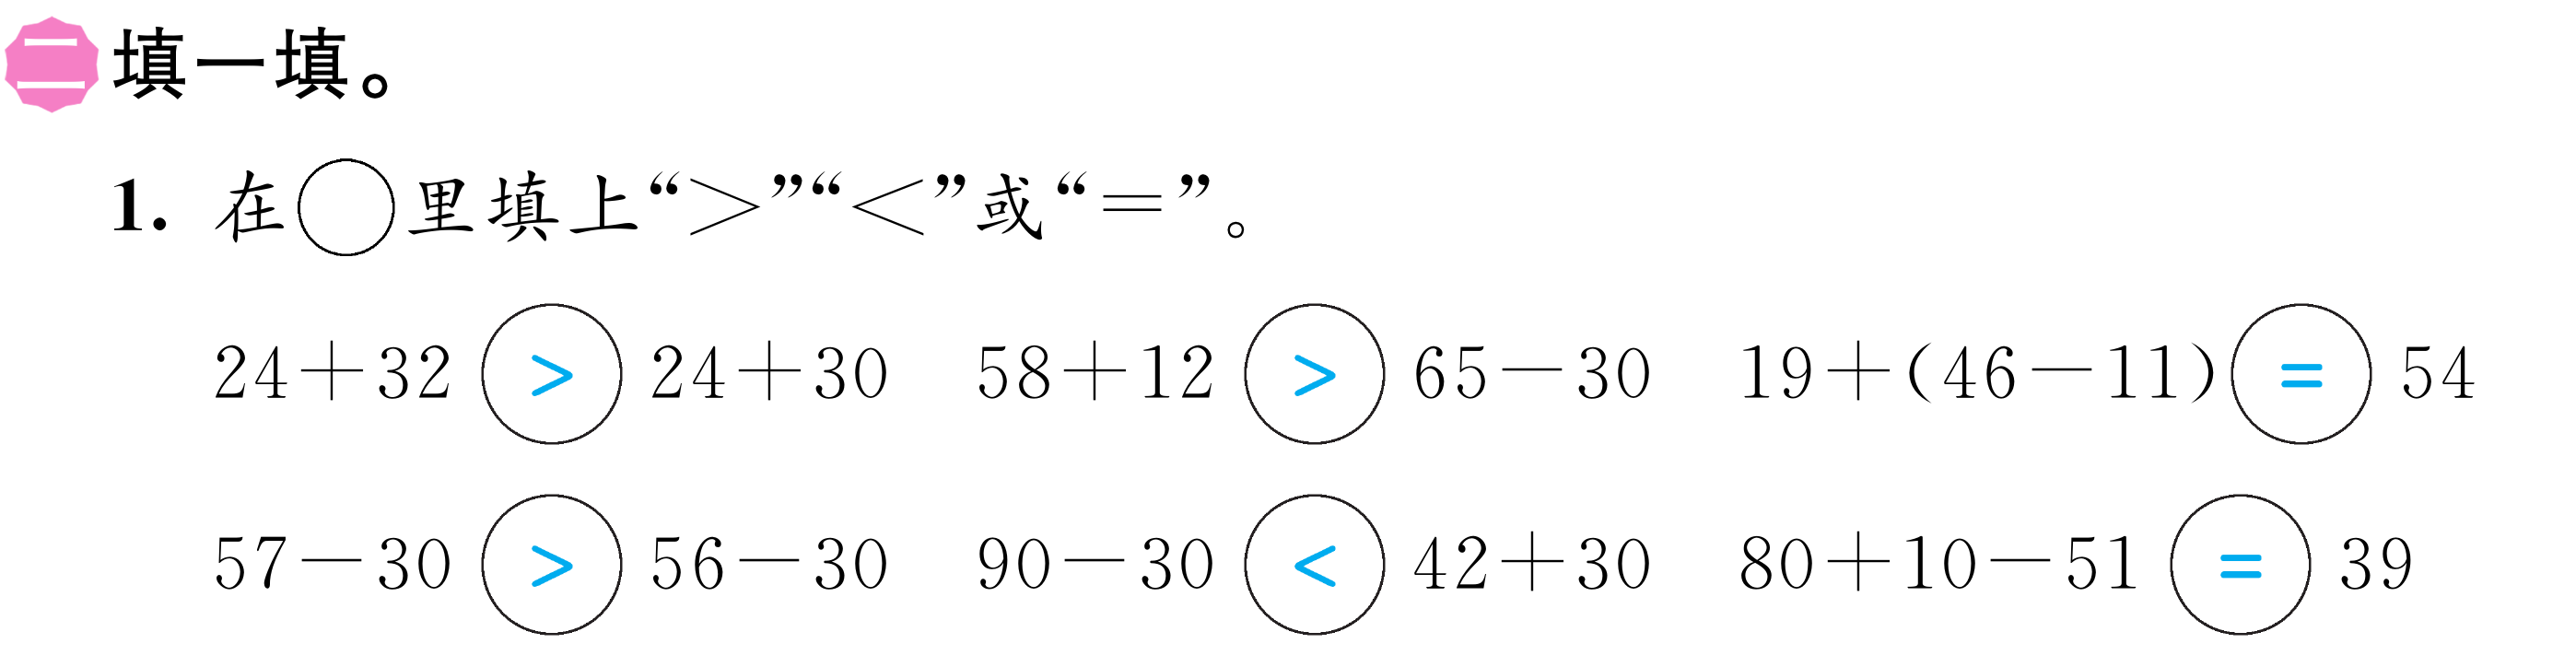 二 填一填。
1. 在○里填上“>”“<”或“=”。
24+32 > 24+30 58+12 > 65-30 19+(46-11) = 54
57-30 > 56-30 90-30 < 42+30 80+10-51 = 39